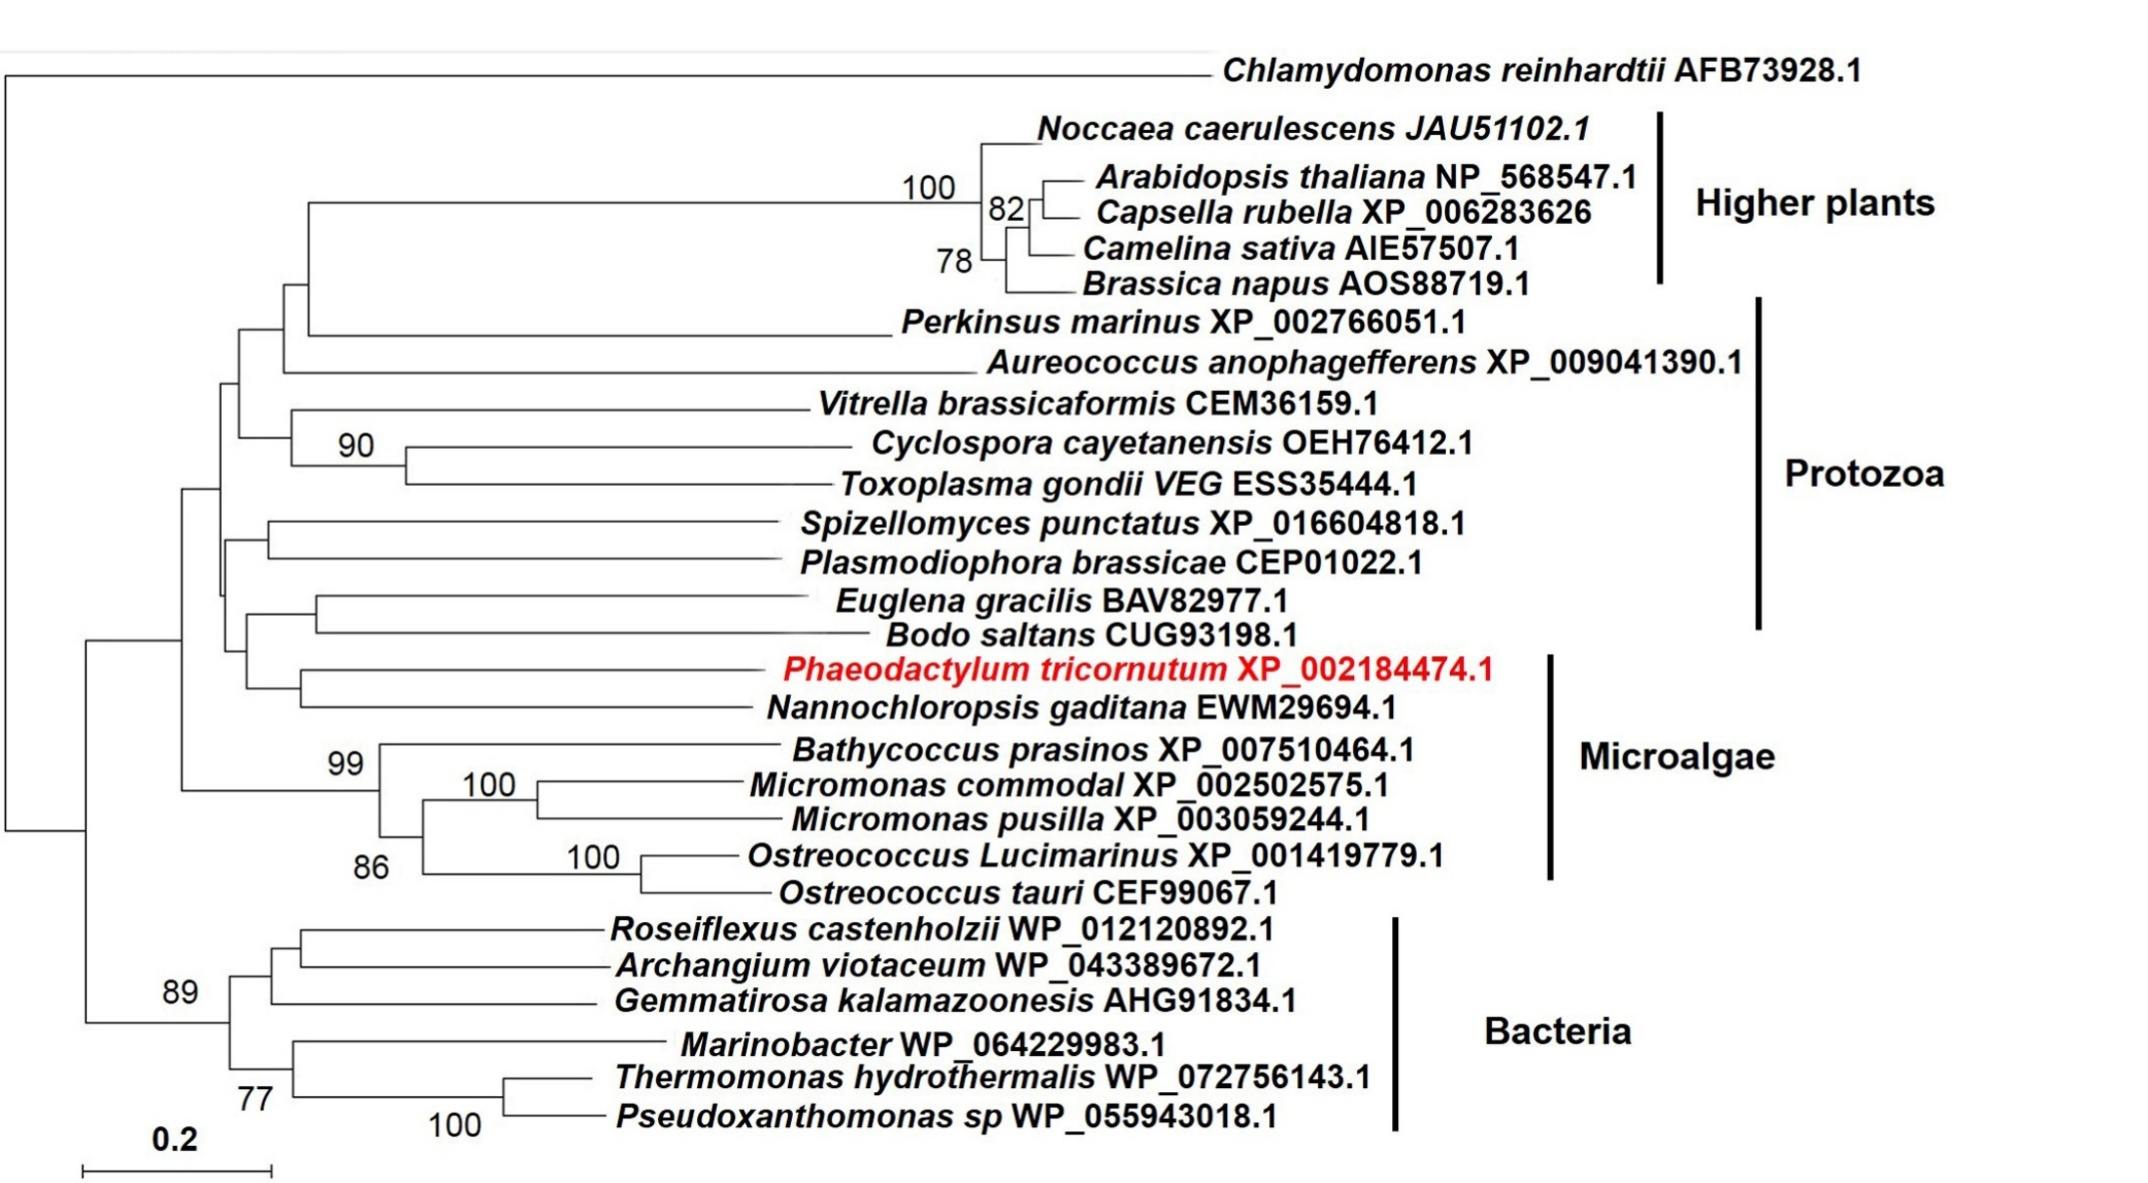 Chlamydomonas reinhardtii AFB73928.1
Noccaea caerulescens JAU51102.1
100
Arabidopsis thaliana NP_568547.1
82
Capsella rubella XP_006283626
Higher plants
78
Camelina sativa AIE57507.1
Brassica napus AOS88719.1
Perkinsus marinus XP_002766051.1
Aureococcus anophagefferens XP_009041390.1
Vitrella brassicaformis CEM36159.1
90
Cyclospora cayetanensis OEH76412.1
Protozoa
Toxoplasma gondii VEG ESS35444.1
Spizellomyces punctatus XP_016604818.1
Plasmodiophora brassicae CEP01022.1
Euglena gracilis BAV82977.1
Bodo saltans CUG93198.1
Phaeodactylum tricornutum XP_002184474.1
Nannochloropsis gaditana EWM29694.1
99
Bathycoccus prasinos XP_007510464.1
Microalgae
100
Micromonas commodal XP_002502575.1
Micromonas pusilla XP_003059244.1
86
100
Ostreococcus Lucimarinus XP_001419779.1
Ostreococcus tauri CEF99067.1
Roseiflexus castenholzii WP_012120892.1
Archangium viotaceum WP_043389672.1
89
Gemmatirosa kalamazoonesis AHG91834.1
Bacteria
Marinobacter WP_064229983.1
77
Thermomonas hydrothermalis WP_072756143.1
100
Pseudoxanthomonas sp WP_055943018.1
0.2